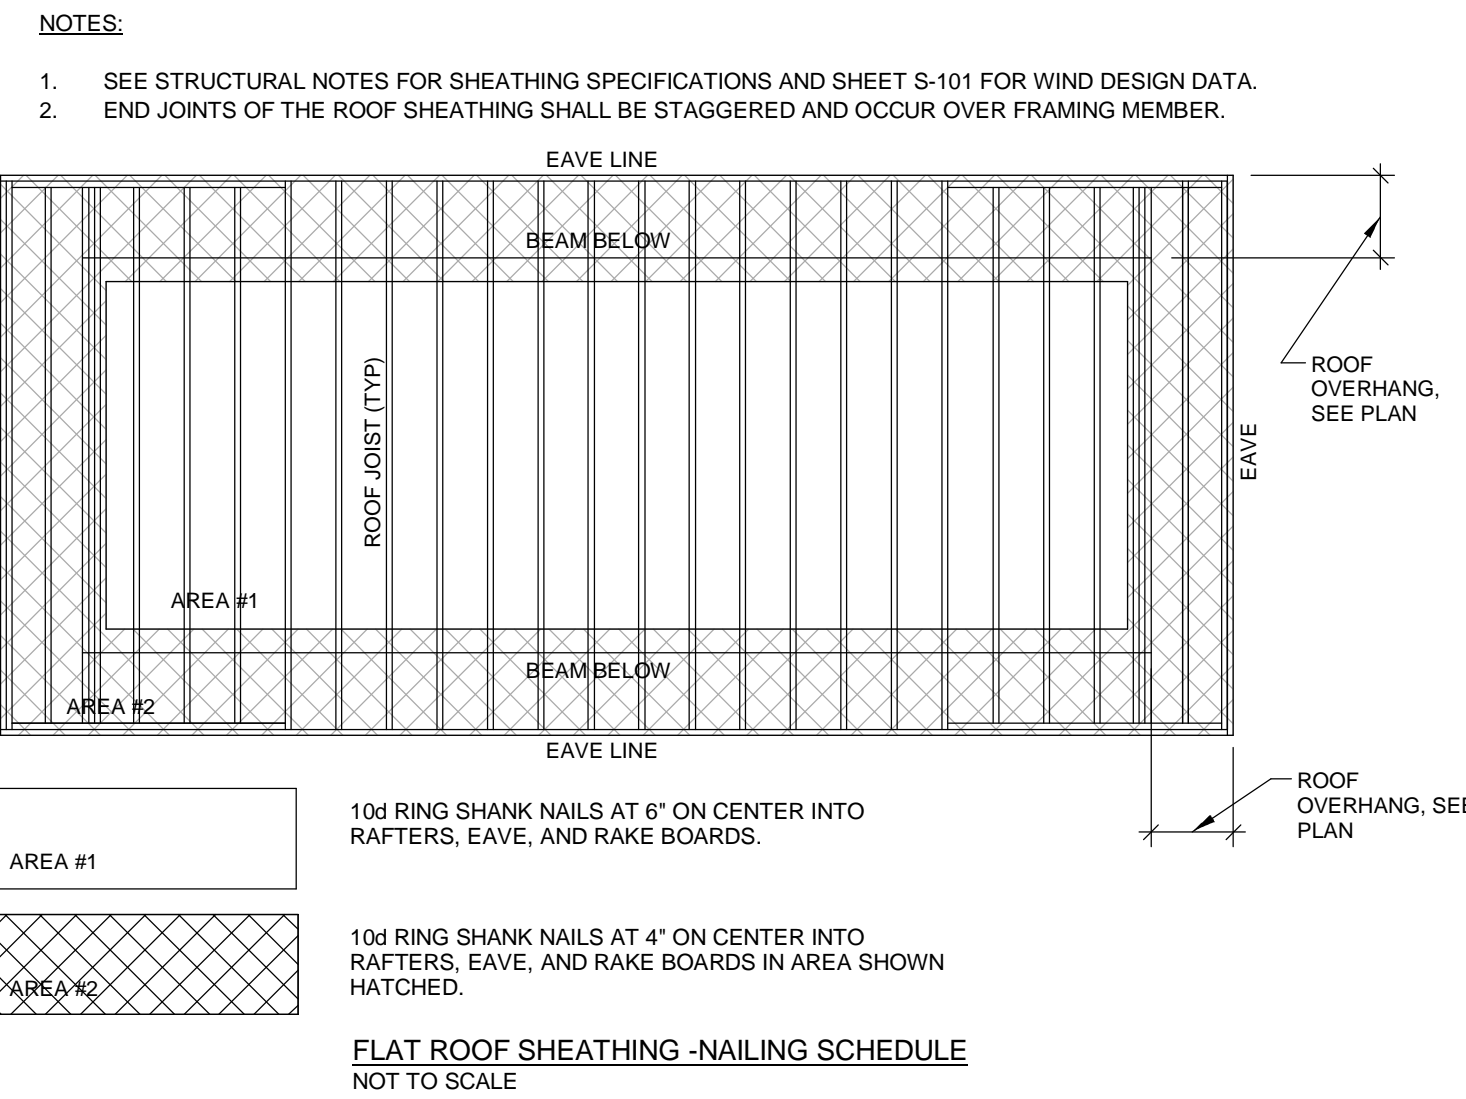 NOTES:
1. SEE STRUCTURAL NOTES FOR SHEATHING SPECIFICATIONS AND SHEET S-101 FOR WIND DESIGN DATA.
2. END JOINTS OF THE ROOF SHEATHING SHALL BE STAGGERED AND OCCUR OVER FRAMING MEMBER.
EAVE LINE
BEAM BELOW
ROOF
OVERHANG,
SEE PLAN
ROOF JOIST (TYP)
EAVE
AREA #1
BEAM BELOW
AREA #2
EAVE LINE
ROOF
OVERHANG, SEE
PLAN
10d RING SHANK NAILS AT 6" ON CENTER INTO
RAFTERS, EAVE, AND RAKE BOARDS.
AREA #1
10d RING SHANK NAILS AT 4" ON CENTER INTO
RAFTERS, EAVE, AND RAKE BOARDS IN AREA SHOWN
HATCHED.
AREA #2
FLAT ROOF SHEATHING -NAILING SCHEDULE
NOT TO SCALE